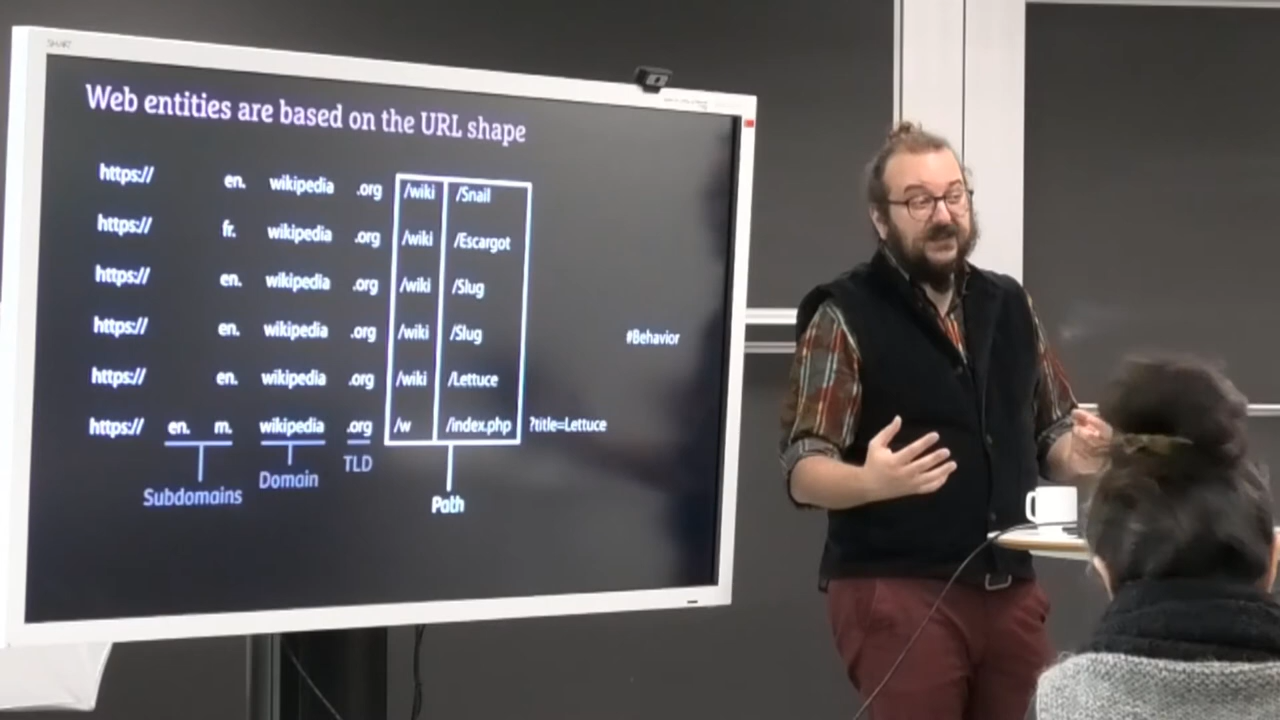 SMART
Web entities are based on the URL shape
https:// en. wikipedia .org /wiki /Snail
https:// fr. wikipedia .org /wiki /Escargot
https:// en. wikipedia .org /wiki /Slug
https:// en. wikipedia .org /wiki /Slug #Behavior
https:// en. wikipedia .org /wiki /Lettuce
https:// en. m. wikipedia .org /w /index.php ?title=Lettuce
Subdomains Domain TLD Path